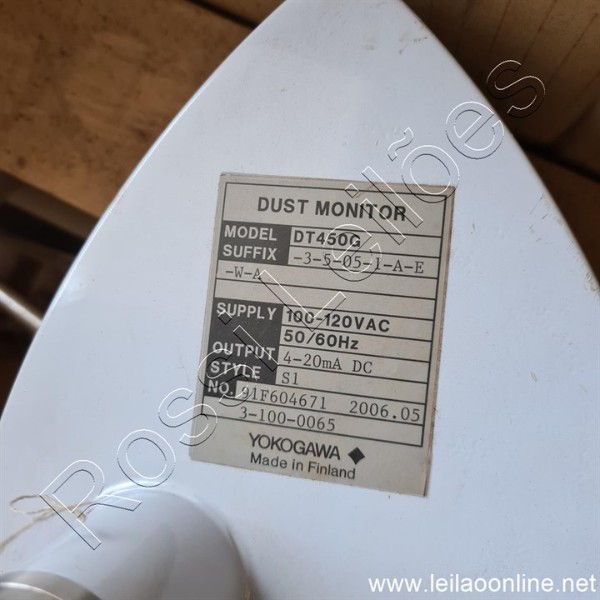 DUST MONITOR
MODEL DT450G
SUFFIX -3-5-05-1-A-E
-W-A
SUPPLY 100-120VAC
50/60Hz
OUTPUT 4-20mA DC
STYLE S1
NO. 91F604671 2006.05
3-100-0065
YOKOGAWA
Made in Finland
Rossi Leilões
www.leilaoonline.net